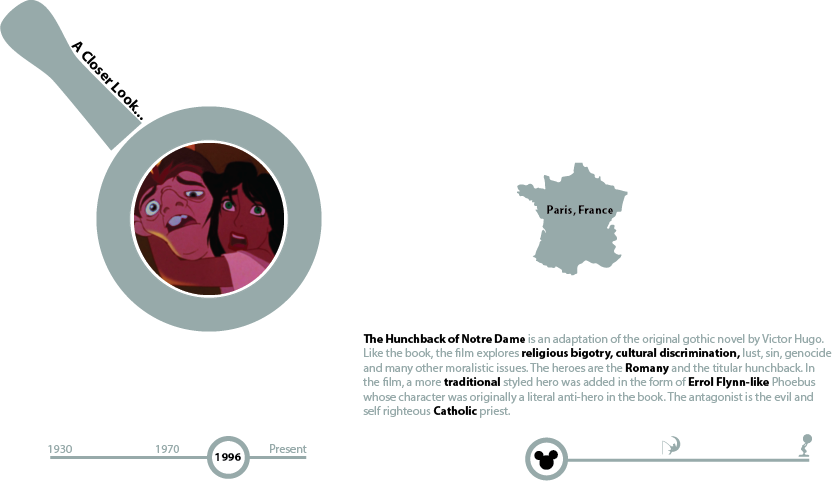 A Closer Look...
Paris, France
The Hunchback of Notre Dame is an adaptation of the original gothic novel by Victor Hugo.
Like the book, the film explores religious bigotry, cultural discrimination, lust, sin, genocide
and many other moralistic issues. The heroes are the Romany and the titular hunchback. In
the film, a more traditional styled hero was added in the form of Errol Flynn-like Phoebus
whose character was originally a literal anti-hero in the book. The antagonist is the evil and
self righteous Catholic priest.
1930 1970 1996 Present